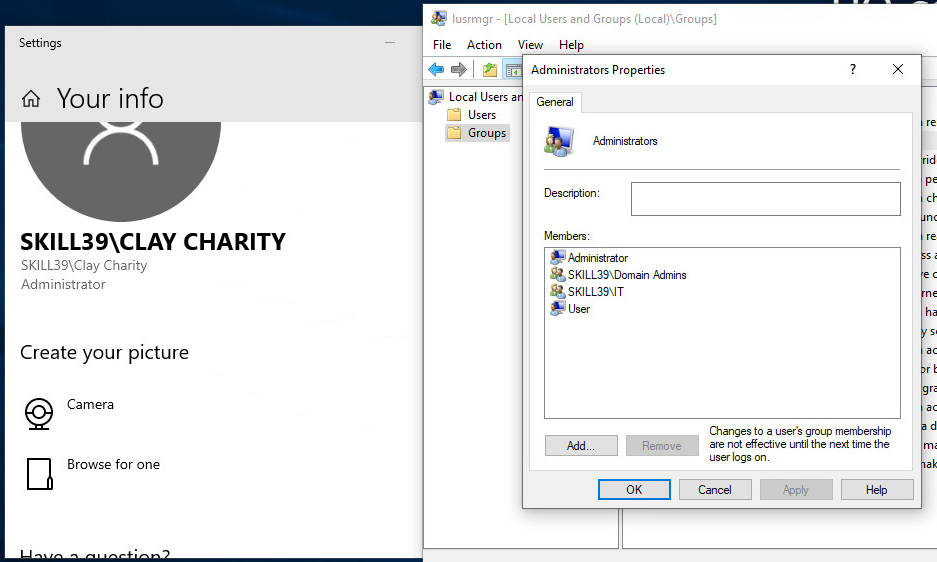 Settings
Your info
SKILL39\CLAY CHARITY
SKILL39\Clay Charity
Administrator
Create your picture
Camera
Browse for one
Have a question?
lusrmgr - [Local Users and Groups (Local)\Groups]
File Action View Help
Local Users an
Users
Groups
Administrators Properties
?
General
Administrators
Description:
Members:
Administrator
SKILL39\Domain Admins
SKILL39\IT
User
Add...
Remove
Changes to a user's group membership
are not effective until the next time the
user logs on.
OK
Cancel
Apply
Help